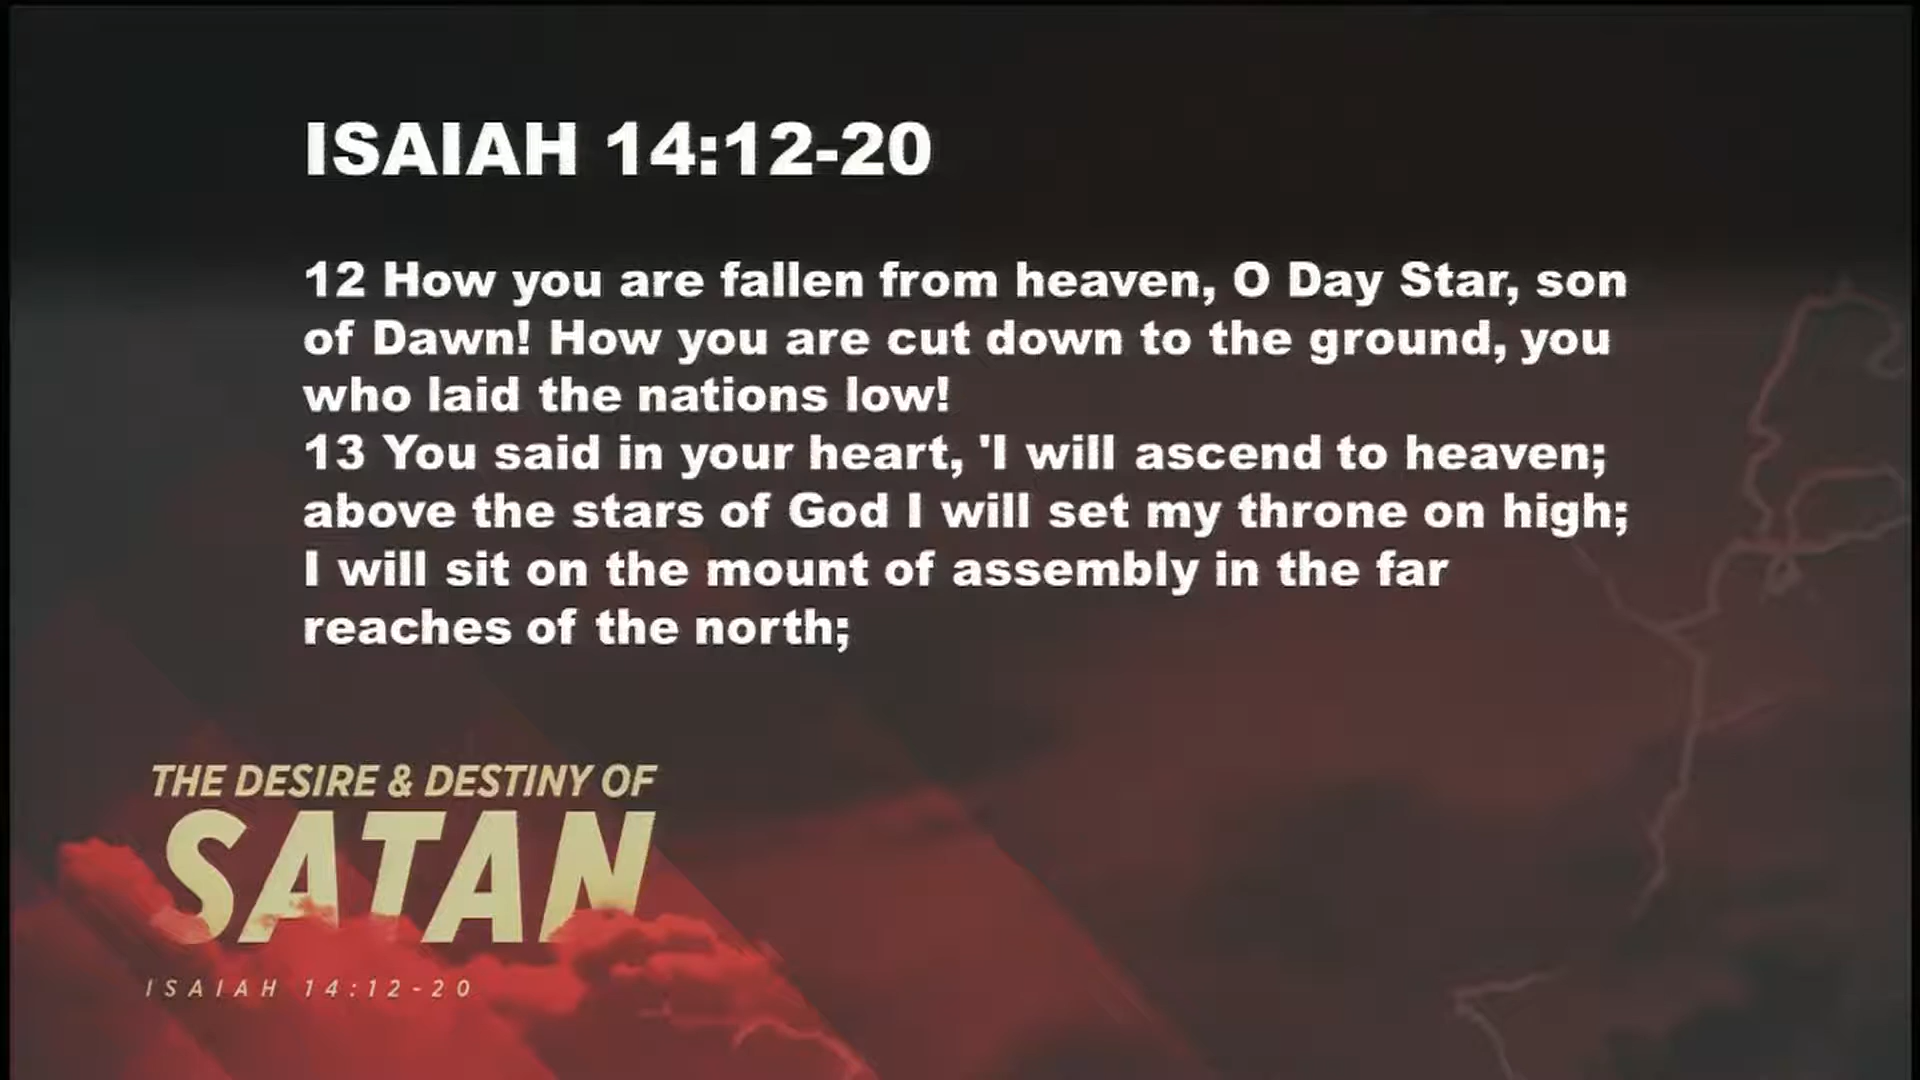 ISAIAH 14:12-20
12 How you are fallen from heaven, O Day Star, son
of Dawn! How you are cut down to the ground, you
who laid the nations low!
13 You said in your heart, 'I will ascend to heaven;
above the stars of God I will set my throne on high;
I will sit on the mount of assembly in the far
reaches of the north;
THE DESIRE & DESTINY OF
SATAN
ISAIAH 14:12-20